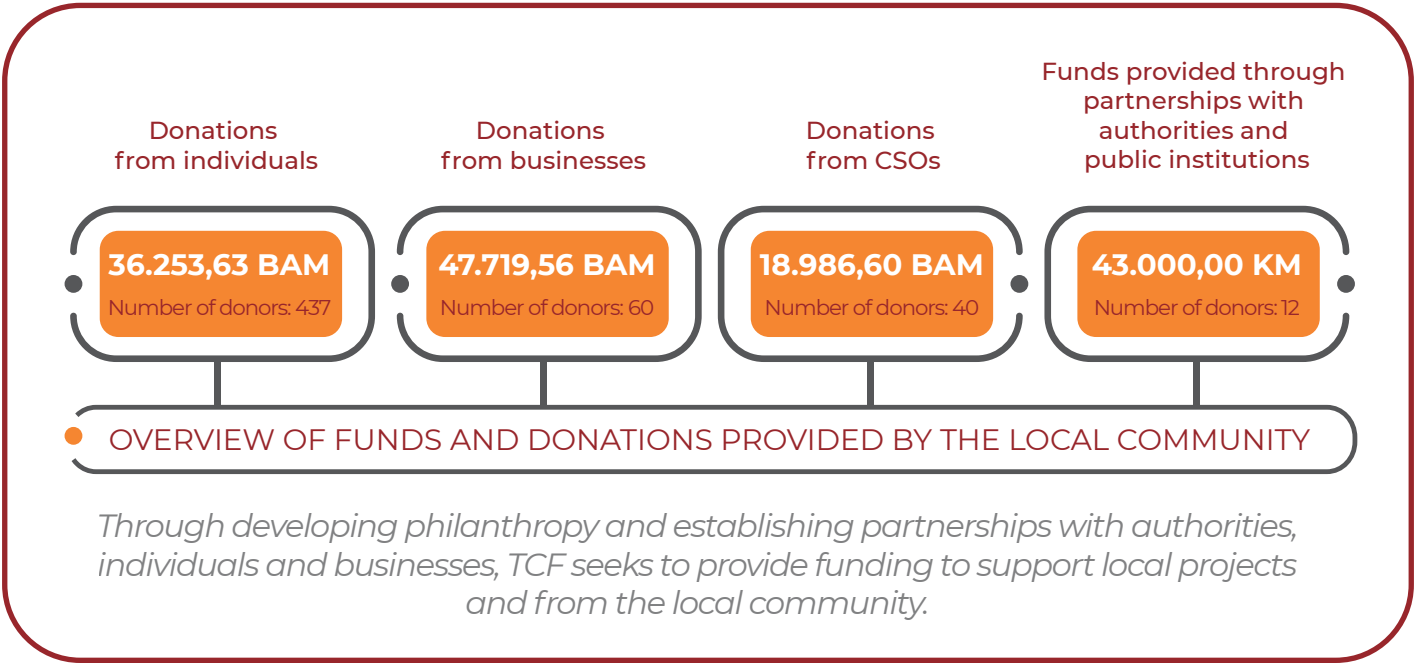 Donations
from individuals
36.253,63 BAM
Number of donors: 437
Donations
from businesses
47.719,56 BAM
Number of donors: 60
Donations
from CSOs
18.986,60 BAM
Number of donors: 40
Funds provided through
partnerships with
authorities and
public institutions
43.000,00 KM
Number of donors: 12
OVERVIEW OF FUNDS AND DONATIONS PROVIDED BY THE LOCAL COMMUNITY
Through developing philanthropy and establishing partnerships with authorities,
individuals and businesses, TCF seeks to provide funding to support local projects
and from the local community.